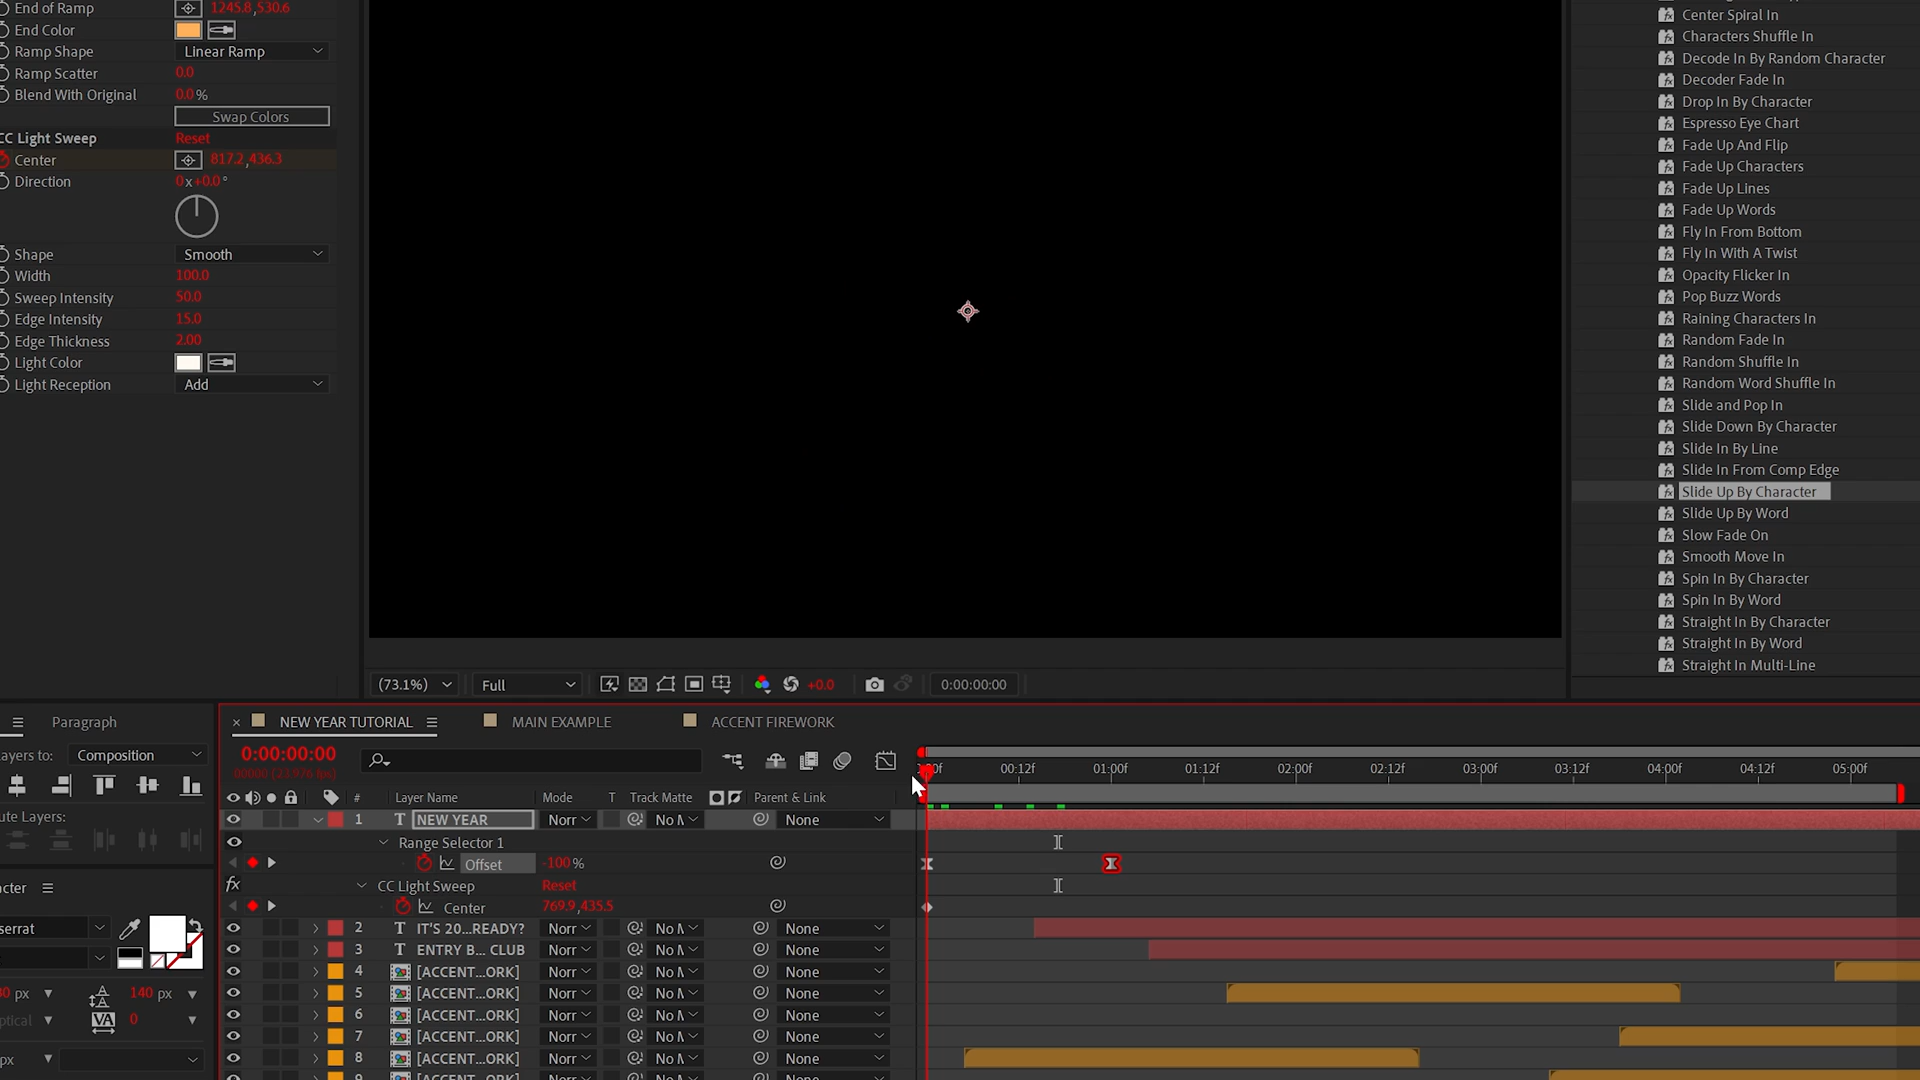 End of Ramp 1245.8,530.6
End Color
Ramp Shape Linear Ramp
Ramp Scatter 0.0
Blend With Original 0.0 %
Swap Colors
CC Light Sweep Reset
Center 817.2,436.3
Direction 0 x+0.0 °
Shape Smooth
Width 100.0
Sweep Intensity 50.0
Edge Intensity 15.0
Edge Thickness 2.00
Light Color
Light Reception Add
Center Spiral In
Characters Shuffle In
Decode In By Random Character
Decoder Fade In
Drop In By Character
Espresso Eye Chart
Fade Up And Flip
Fade Up Characters
Fade Up Lines
Fade Up Words
Fly In From Bottom
Fly In With A Twist
Opacity Flicker In
Pop Buzz Words
Raining Characters In
Random Fade In
Random Shuffle In
Random Word Shuffle In
Slide and Pop In
Slide Down By Character
Slide In By Line
Slide In From Comp Edge
Slide Up By Character
Slide Up By Word
Slow Fade On
Smooth Move In
Spin In By Character
Spin In By Word
Straight In By Character
Straight In By Word
Straight In Multi-Line
(73.1%) Full +0.0 0:00:00:00
Paragraph
ayers to: Composition
ute Layers:
acter
serrat
px 140 px
ptical 0
px
NEW YEAR TUTORIAL MAIN EXAMPLE ACCENT FIREWORK
0:00:00:00
00000 (23.976 fps)
00f 00:12f 01:00f 01:12f 02:00f 02:12f 03:00f 03:12f 04:00f 04:12f 05:00f
# Layer Name Mode T Track Matte Parent & Link
1 T NEW YEAR Norr No M None
Range Selector 1
Offset -100 %
fx CC Light Sweep Reset
Center 769.9,435.5
2 T IT'S 20...READY? Norr No M None
3 T ENTRY B... CLUB Norr No M None
4 [ACCENT...ORK] Norr No M None
5 [ACCENT...ORK] Norr No M None
6 [ACCENT...ORK] Norr No M None
7 [ACCENT...ORK] Norr No M None
8 [ACCENT...ORK] Norr No M None